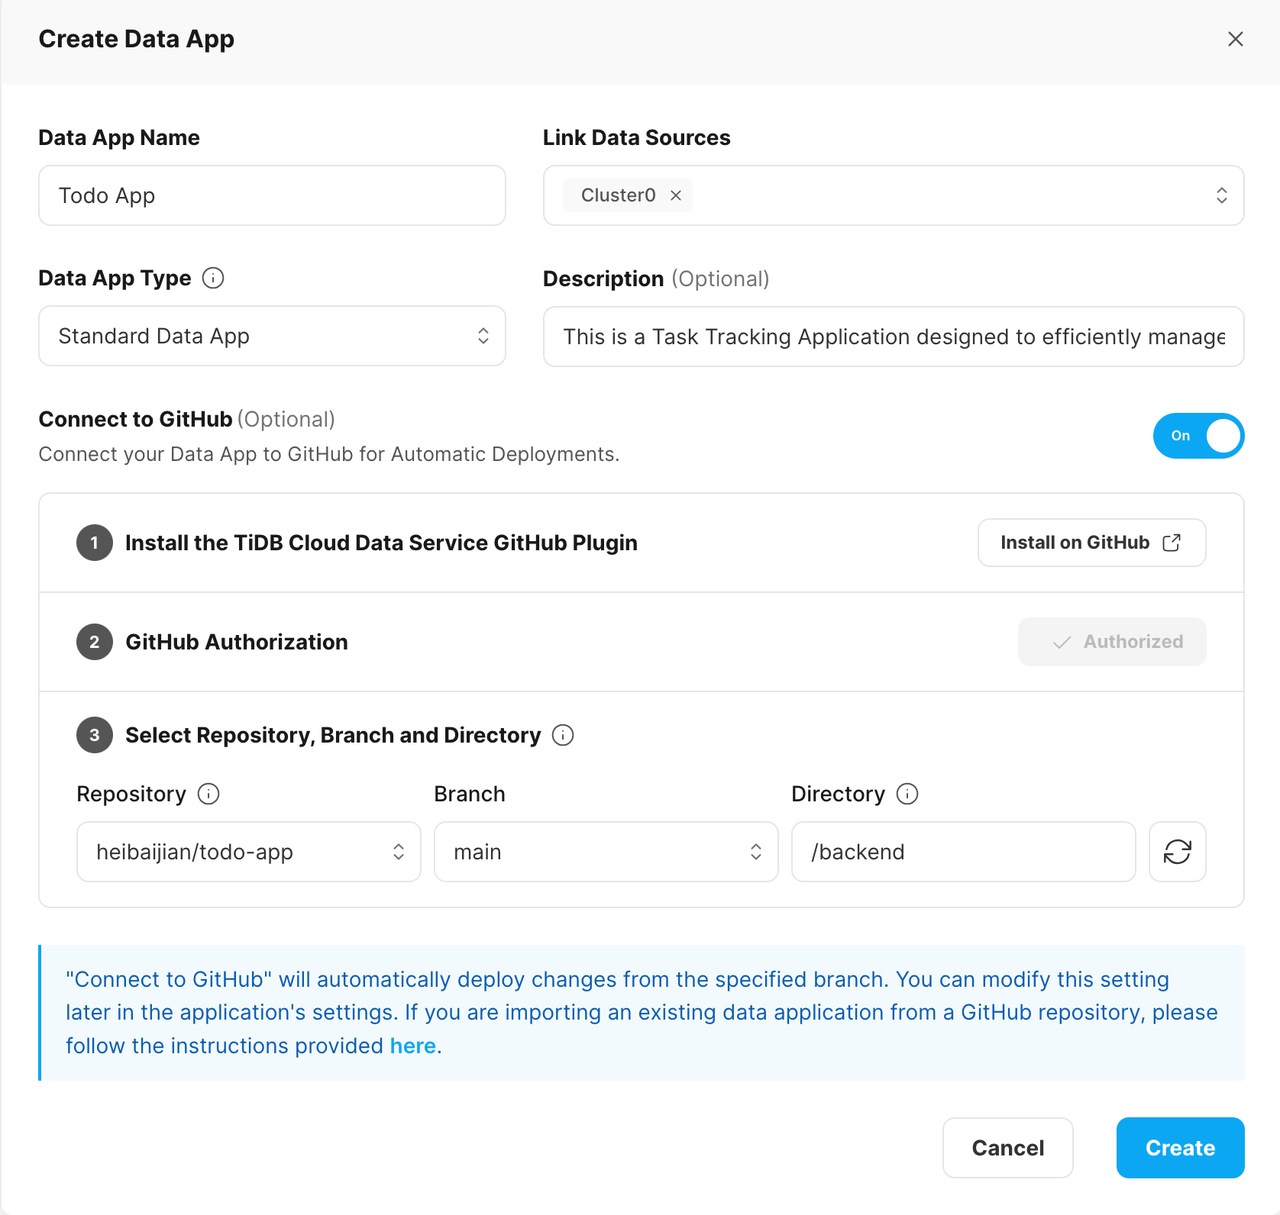 Create Data App
Data App Name
Link Data Sources
Todo App
Cluster0
Data App Type
Description (Optional)
Standard Data App
This is a Task Tracking Application designed to efficiently manage
Connect to GitHub (Optional)
Connect your Data App to GitHub for Automatic Deployments.
On
1 Install the TiDB Cloud Data Service GitHub Plugin
Install on GitHub
2 GitHub Authorization
Authorized
3 Select Repository, Branch and Directory
Repository
Branch
Directory
heibaijian/todo-app
main
/backend
"Connect to GitHub" will automatically deploy changes from the specified branch. You can modify this setting
later in the application's settings. If you are importing an existing data application from a GitHub repository, please
follow the instructions provided here.
Cancel
Create